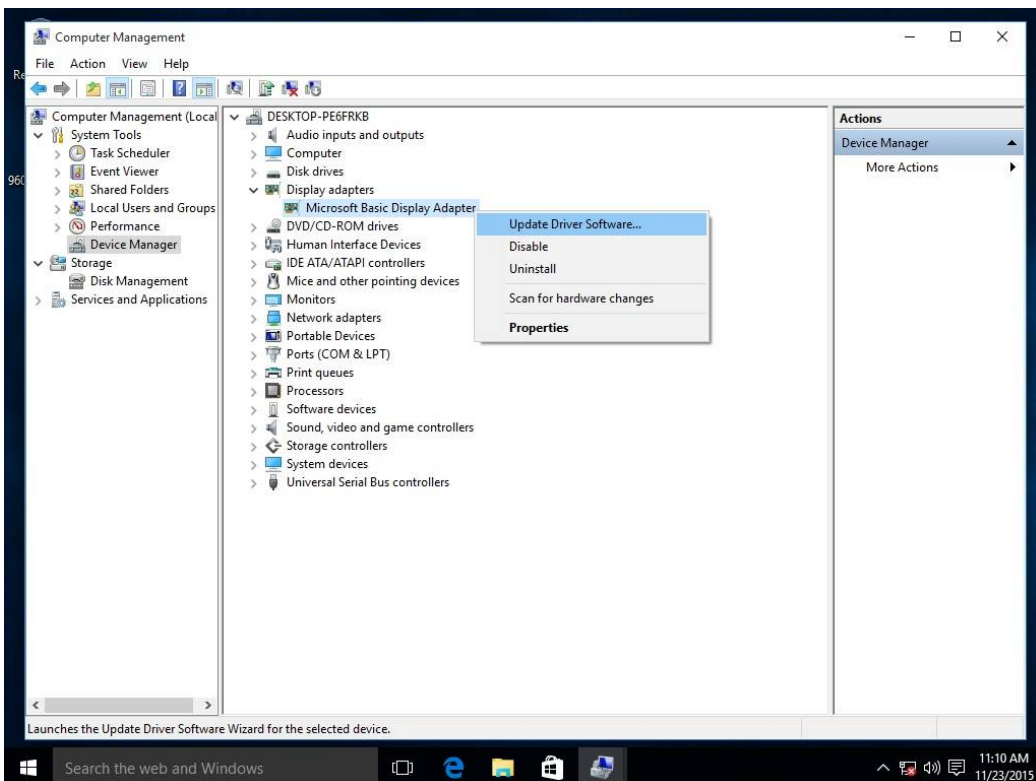 Computer Management
File Action View Help
Computer Management (Local
System Tools
Task Scheduler
Event Viewer
Shared Folders
Local Users and Groups
Performance
Device Manager
Storage
Disk Management
Services and Applications
DESKTOP-PE6FRKB
Audio inputs and outputs
Computer
Disk drives
Display adapters
Microsoft Basic Display Adapter
DVD/CD-ROM drives
Human Interface Devices
IDE ATA/ATAPI controllers
Mice and other pointing devices
Monitors
Network adapters
Portable Devices
Ports (COM & LPT)
Print queues
Processors
Software devices
Sound, video and game controllers
Storage controllers
System devices
Universal Serial Bus controllers
Update Driver Software...
Disable
Uninstall
Scan for hardware changes
Properties
Actions
Device Manager
More Actions
Launches the Update Driver Software Wizard for the selected device.
Re
960
Search the web and Windows
11:10 AM